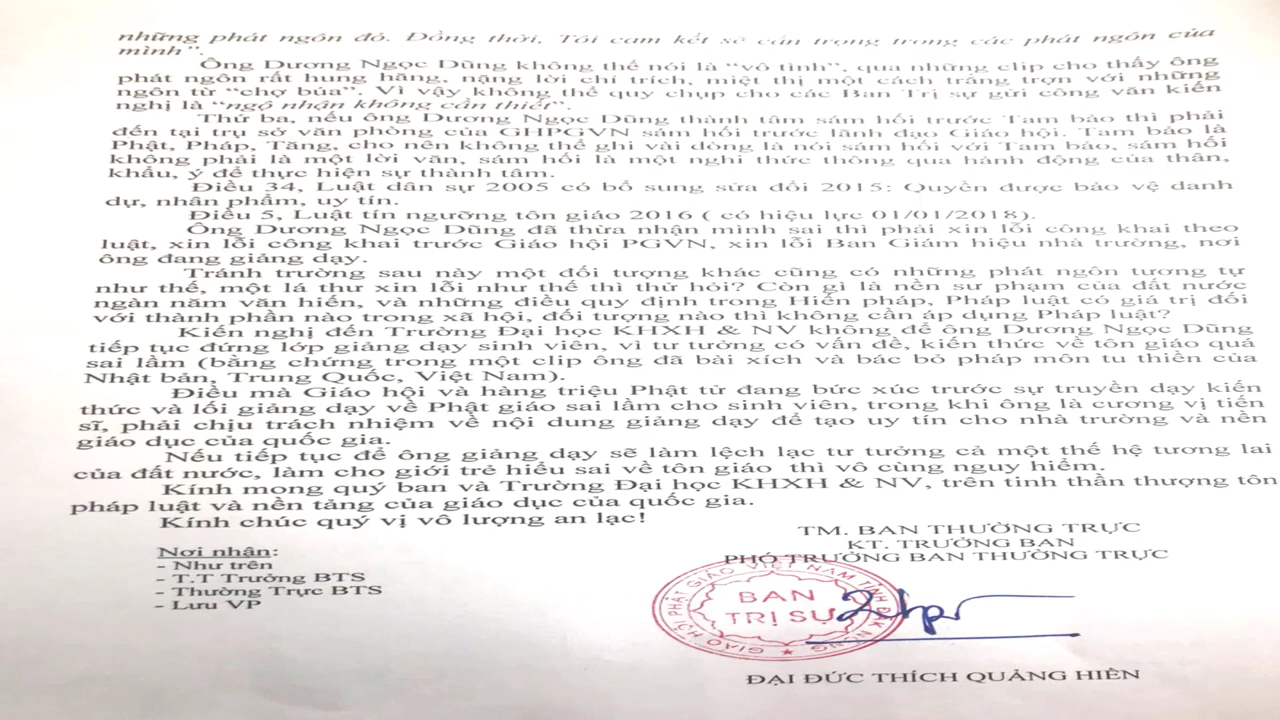 những phát ngôn đó. Đồng thời, Tôi cam kết sẽ cẩn trọng trong các phát ngôn của
mình".
Ông Dương Ngọc Dũng không thể nói là "vô tình", qua những clip cho thấy ông
phát ngôn rất hung hăng, nặng lời chỉ trích, miệt thị một cách trắng trợn với những
ngôn từ "chợ búa". Vì vậy không thể quy chụp cho các Ban Trị sự gửi công văn kiến
nghị là "ngộ nhận không cần thiết".
Thứ ba, nếu ông Dương Ngọc Dũng thành tâm sám hối trước Tam bảo thì phải
đến tại trụ sở văn phòng của GHPGVN sám hối trước lãnh đạo Giáo hội. Tam bảo là
Phật, Pháp, Tăng, cho nên không thể ghi vài dòng là nói sám hối với Tam bảo, sám hối
không phải là một lời văn, sám hối là một nghi thức thông qua hành động của thân,
khẩu, ý để thực hiện sự thành tâm.
Điều 34, Luật dân sự 2005 có bổ sung sửa đổi 2015: Quyền được bảo vệ danh
dự, nhân phẩm, uy tín.
Điều 5, Luật tín ngưỡng tôn giáo 2016 ( có hiệu lực 01/01/2018).
Ông Dương Ngọc Dũng đã thừa nhận mình sai thì phải xin lỗi công khai theo
luật, xin lỗi công khai trước Giáo hội PGVN, xin lỗi Ban Giám hiệu nhà trường, nơi
ông đang giảng dạy.
Tránh trường sau này một đối tượng khác cũng có những phát ngôn tương tự
như thế, một lá thư xin lỗi như thế thì thử hỏi? Còn gì là nền sư phạm của đất nước
ngàn năm văn hiến, và những điều quy định trong Hiến pháp, Pháp luật có giá trị đối
với thành phần nào trong xã hội, đối tượng nào thì không cần áp dụng Pháp luật?
Kiến nghị đến Trường Đại học KHXH & NV không để ông Dương Ngọc Dũng
tiếp tục đứng lớp giảng dạy sinh viên, vì tư tưởng có vấn đề, kiến thức về tôn giáo quá
sai lầm (bằng chứng trong một clip ông đã bài xích và bác bỏ pháp môn tu thiền của
Nhật bản, Trung Quốc, Việt Nam).
Điều mà Giáo hội và hàng triệu Phật tử đang bức xúc trước sự truyền dạy kiến
thức và lối giảng dạy về Phật giáo sai lầm cho sinh viên, trong khi ông là cương vị tiến
sĩ, phải chịu trách nhiệm về nội dung giảng dạy để tạo uy tín cho nhà trường và nền
giáo dục của quốc gia.
Nếu tiếp tục để ông giảng dạy sẽ làm lệch lạc tư tưởng cả một thế hệ tương lai
của đất nước, làm cho giới trẻ hiểu sai về tôn giáo thì vô cùng nguy hiểm.
Kính mong quý ban và Trường Đại học KHXH & NV, trên tinh thần thượng tôn
pháp luật và nền tảng của giáo dục của quốc gia.
Kính chúc quý vị vô lượng an lạc!
TM. BAN THƯỜNG TRỰC
KT. TRƯỞNG BAN
PHÓ TRƯỞNG BAN THƯỜNG TRỰC
Nơi nhận:
- Như trên
- T.T Trưởng BTS
- Thường Trực BTS
- Lưu VP
GIÁO HỘI PHẬT GIÁO VIỆT NAM TỈNH ĐẮK NÔNG
BAN
TRỊ SỰ
ĐẠI ĐỨC THÍCH QUẢNG HIỀN